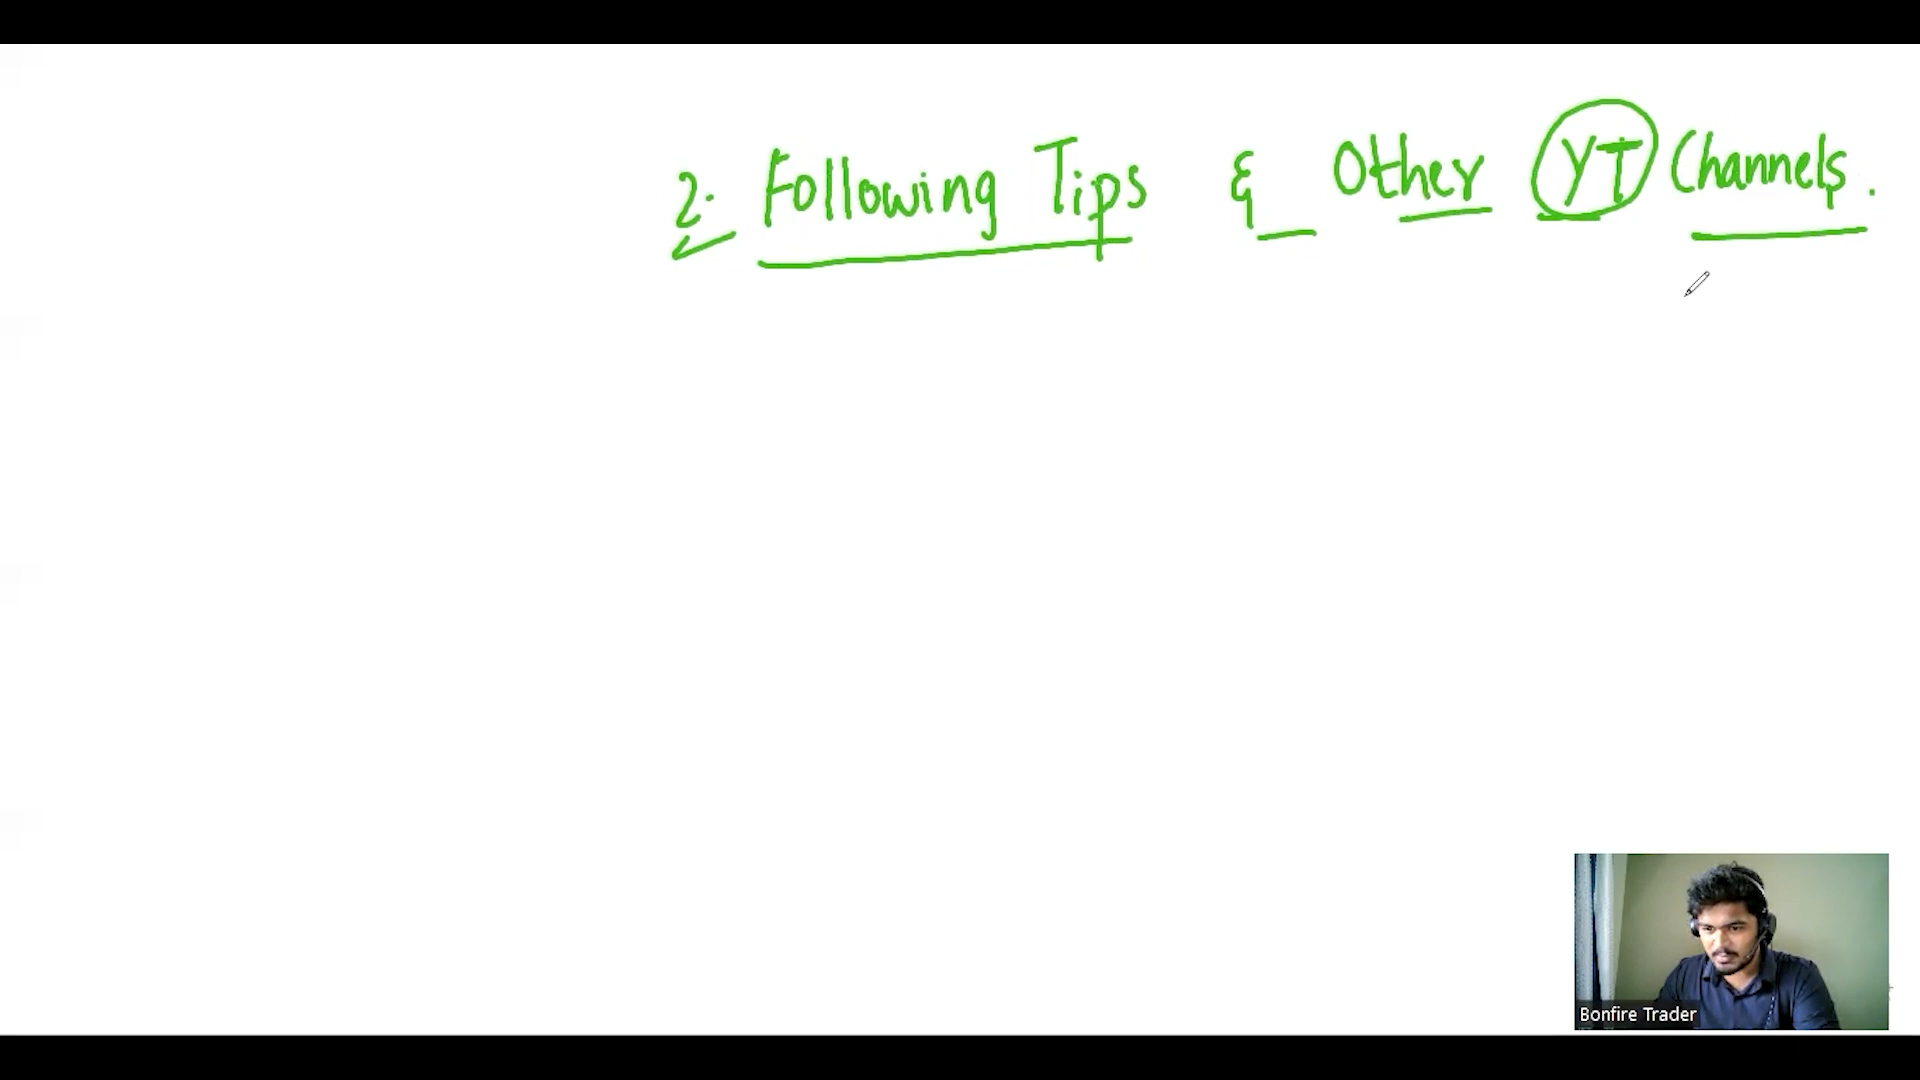 2. Following Tips & Other YT Channels.
Bonfire Trader